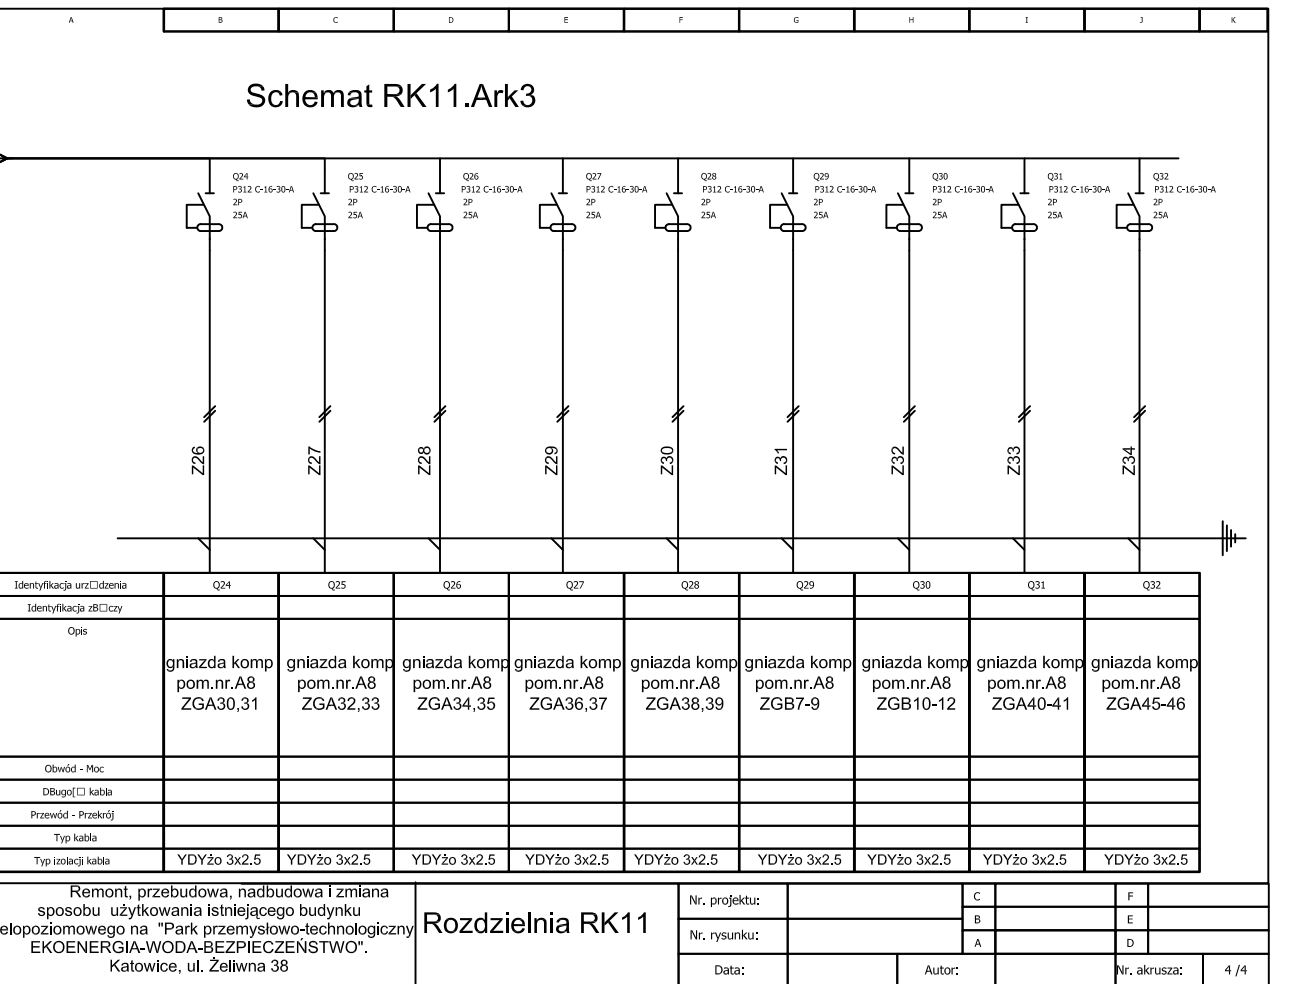 A B C D E F G H I J K
Schemat RK11.Ark3
Q24 Q25 Q26 Q27 Q28 Q29 Q30 Q31 Q32
P312 C-16-30-A P312 C-16-30-A P312 C-16-30-A P312 C-16-30-A P312 C-16-30-A P312 C-16-30-A P312 C-16-30-A P312 C-16-30-A P312 C-16-30-A
2P 2P 2P 2P 2P 2P 2P 2P 2P
25A 25A 25A 25A 25A 25A 25A 25A 25A
Z26 Z27 Z28 Z29 Z30 Z31 Z32 Z33 Z34
Identyfikacja urz□dzenia Q24 Q25 Q26 Q27 Q28 Q29 Q30 Q31 Q32
Identyfikacja zB□czy
Opis
gniazda komp gniazda komp gniazda komp gniazda komp gniazda komp gniazda komp gniazda komp gniazda komp gniazda komp
pom.nr.A8 pom.nr.A8 pom.nr.A8 pom.nr.A8 pom.nr.A8 pom.nr.A8 pom.nr.A8 pom.nr.A8 pom.nr.A8
ZGA30,31 ZGA32,33 ZGA34,35 ZGA36,37 ZGA38,39 ZGB7-9 ZGB10-12 ZGA40-41 ZGA45-46
Obwód - Moc
DBugo[□ kabla
Przewód - Przekrój
Typ kabla
Typ izolacji kabla YDYżo 3x2.5 YDYżo 3x2.5 YDYżo 3x2.5 YDYżo 3x2.5 YDYżo 3x2.5 YDYżo 3x2.5 YDYżo 3x2.5 YDYżo 3x2.5 YDYżo 3x2.5
Remont, przebudowa, nadbudowa i zmiana
sposobu użytkowania istniejącego budynku
elopoziomowego na "Park przemysłowo-technologiczny
EKOENERGIA-WODA-BEZPIECZEŃSTWO".
Katowice, ul. Żeliwna 38
Rozdzielnia RK11
Nr. projektu: C F
B E
Nr. rysunku:
A D
Data: Autor: Nr. akrusza: 4 /4